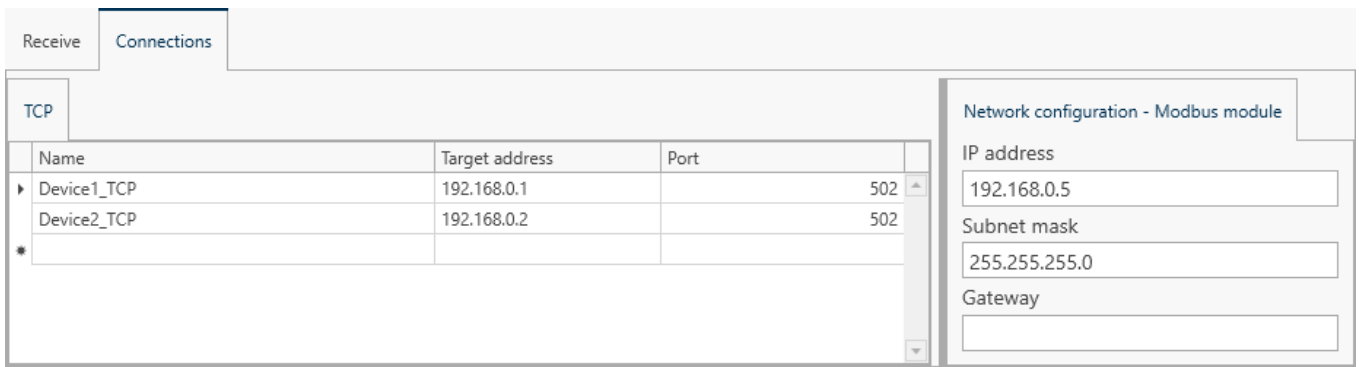 Receive
Connections
TCP
Name Target address Port
Device1_TCP 192.168.0.1 502
Device2_TCP 192.168.0.2 502
Network configuration - Modbus module
IP address
192.168.0.5
Subnet mask
255.255.255.0
Gateway